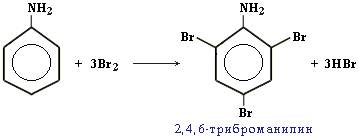 NH₂ NH₂
Br Br
+ 3Br₂ + 3HBr
Br
2,4,6-триброманилин